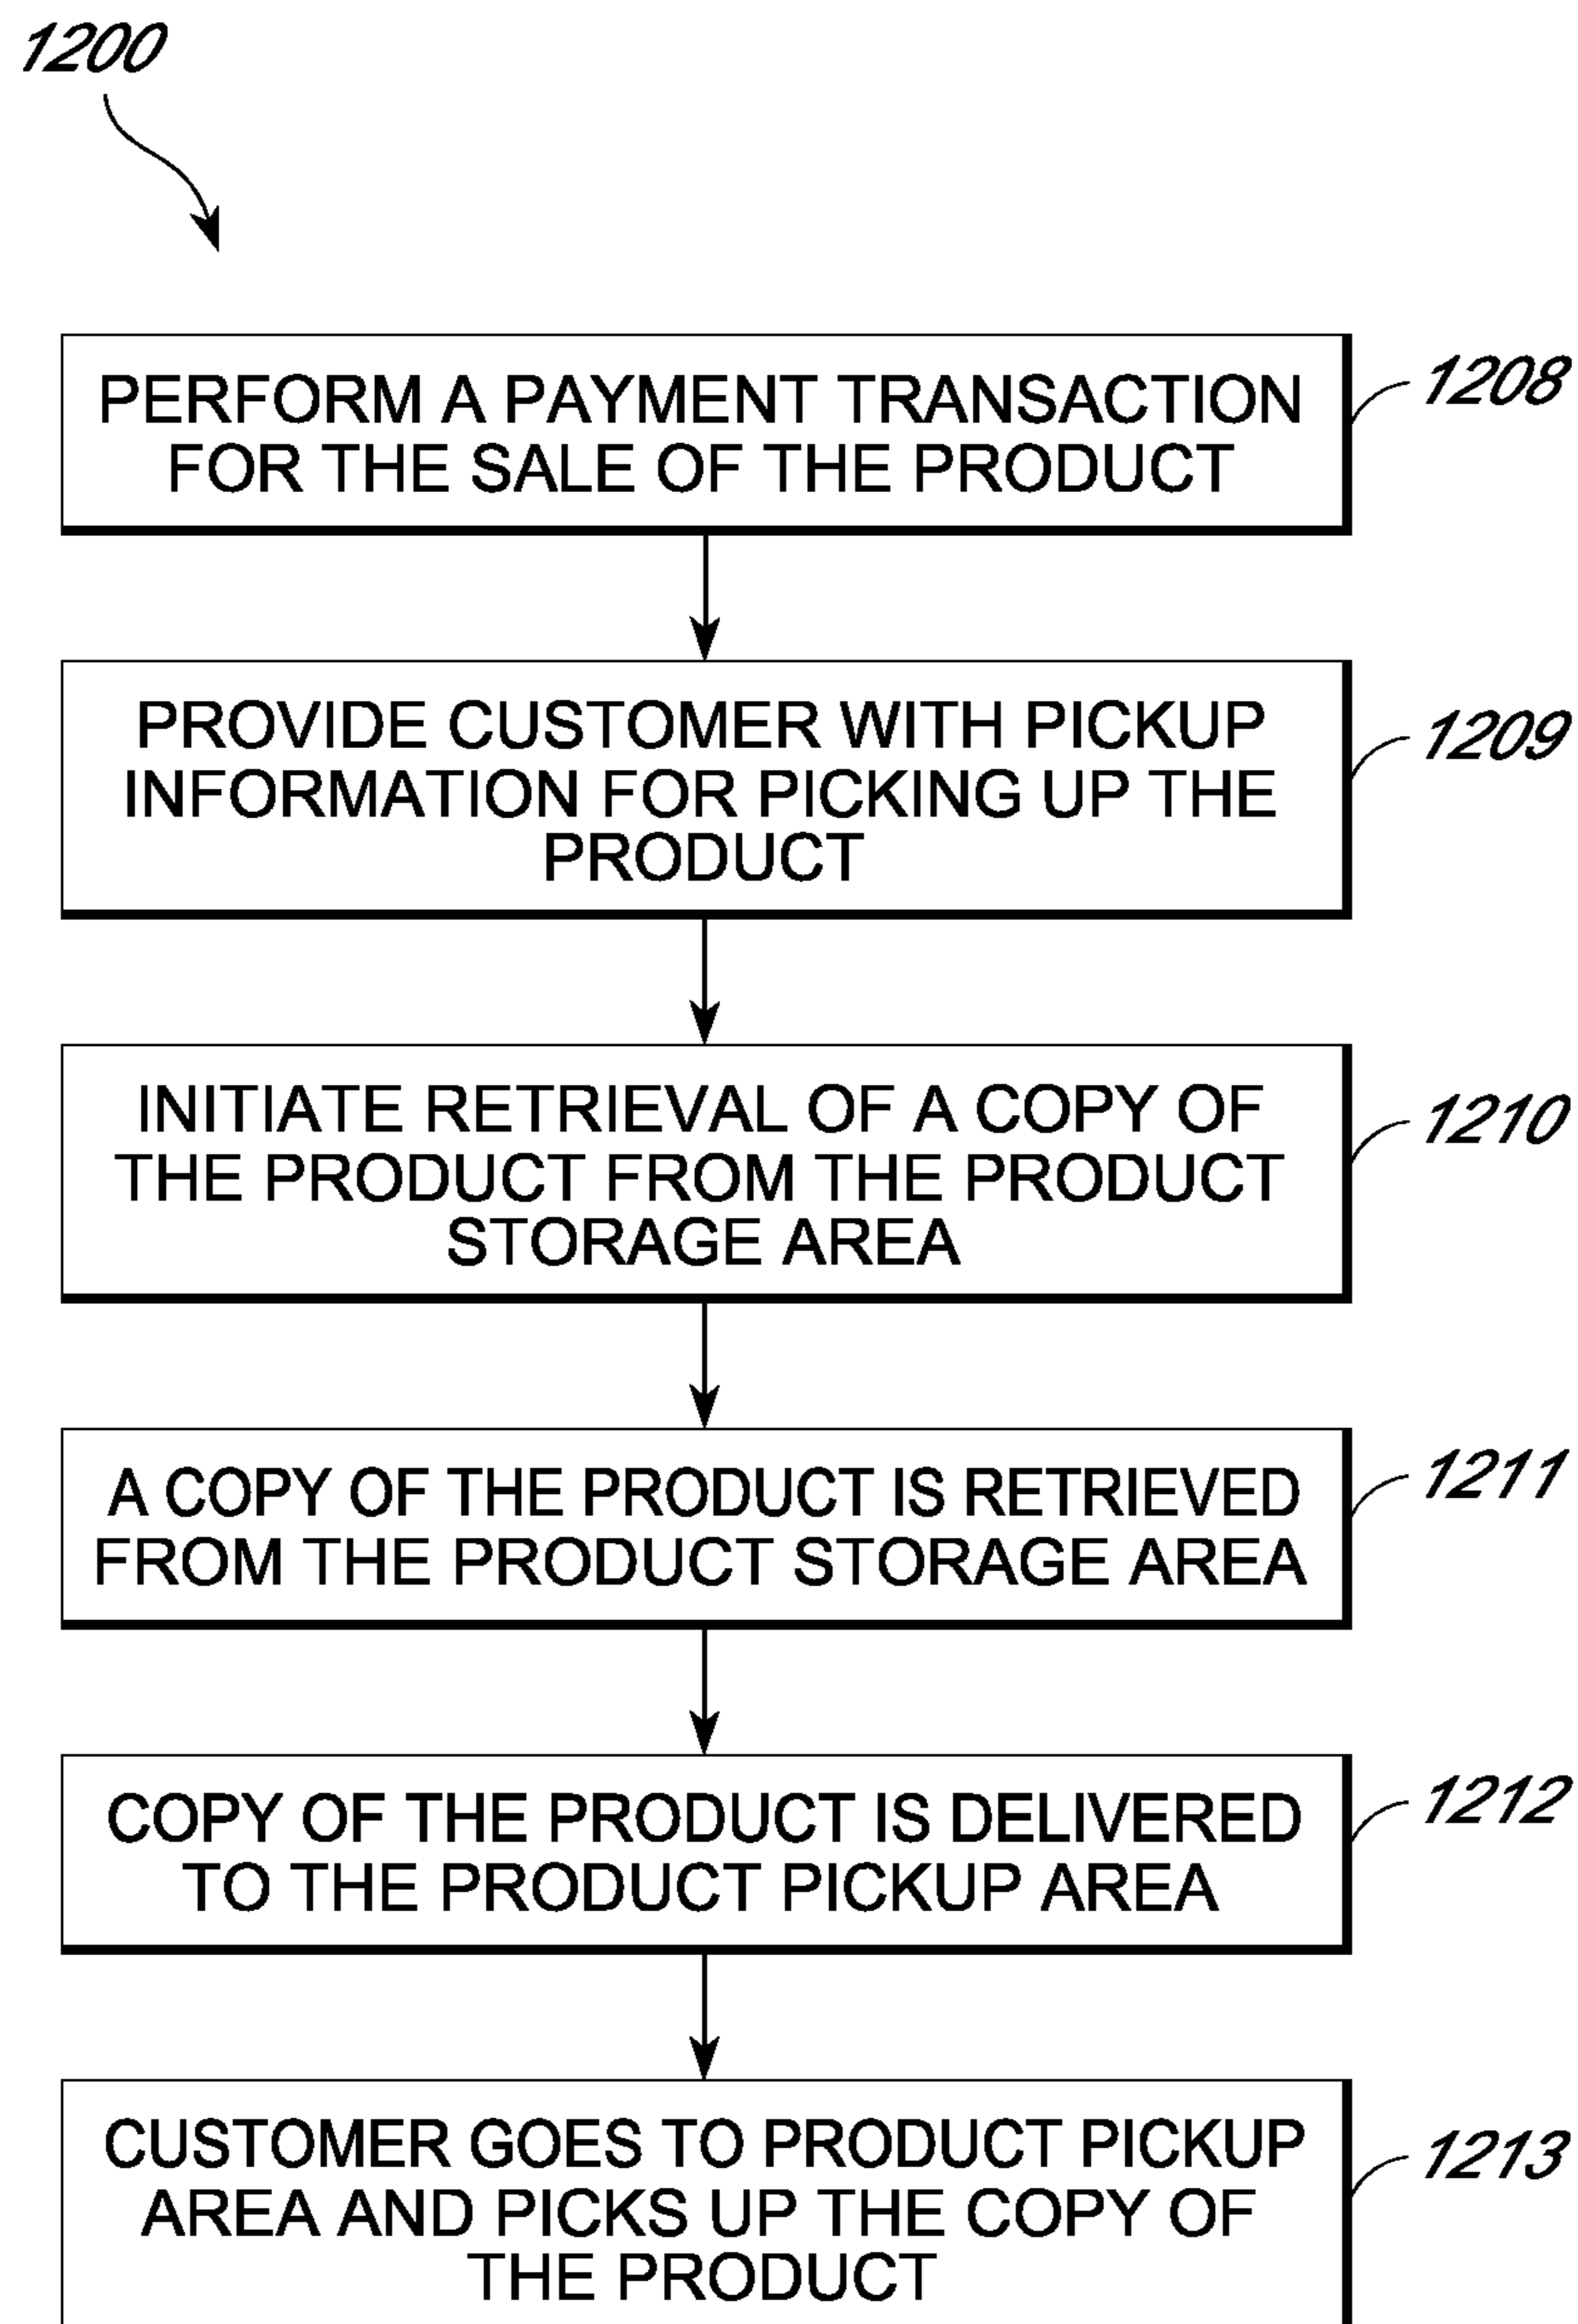 1200
PERFORM A PAYMENT TRANSACTION
FOR THE SALE OF THE PRODUCT
1208
PROVIDE CUSTOMER WITH PICKUP
INFORMATION FOR PICKING UP THE
PRODUCT
1209
INITIATE RETRIEVAL OF A COPY OF
THE PRODUCT FROM THE PRODUCT
STORAGE AREA
1210
A COPY OF THE PRODUCT IS RETRIEVED
FROM THE PRODUCT STORAGE AREA
1211
COPY OF THE PRODUCT IS DELIVERED
TO THE PRODUCT PICKUP AREA
1212
CUSTOMER GOES TO PRODUCT PICKUP
AREA AND PICKS UP THE COPY OF
THE PRODUCT
1213